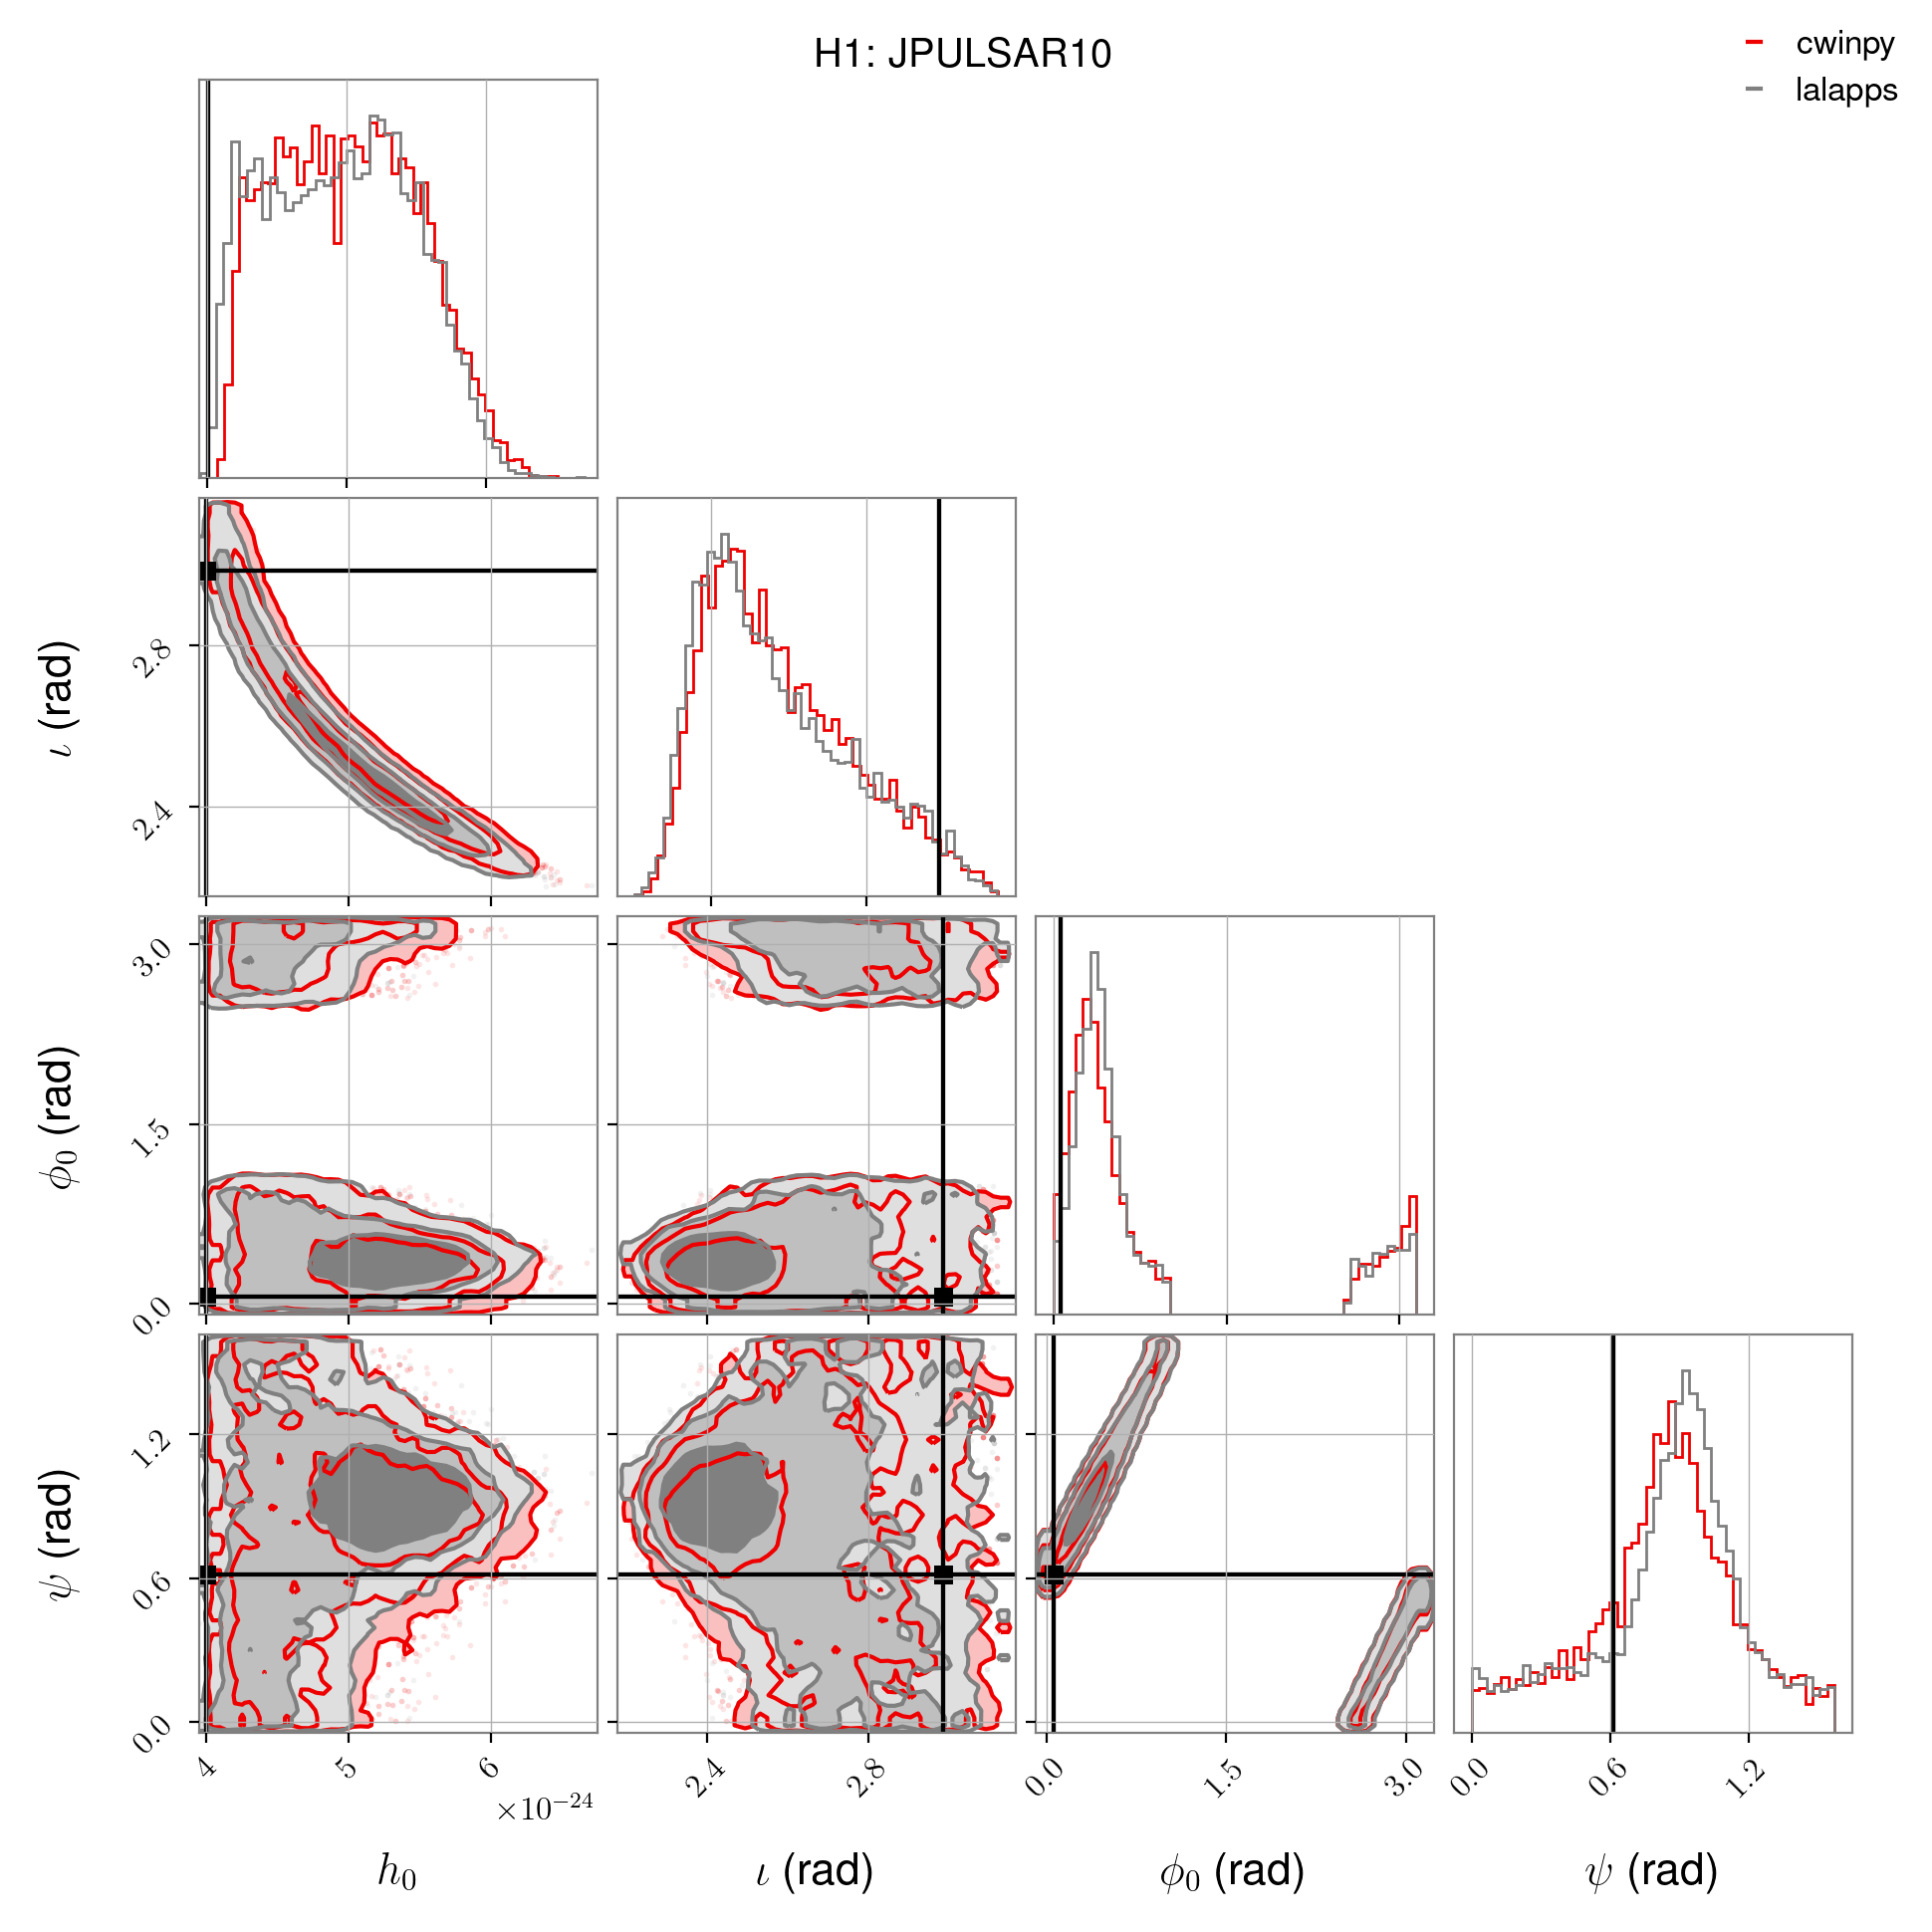 H1: JPULSAR10
cwinpy
lalapps
ι (rad)
2.8
2.4
ϕ₀ (rad)
3.0
1.5
0.0
ψ (rad)
1.2
0.6
0.0
4 5 6
×10⁻²⁴
2.4 2.8
0.0 1.5 3.0
0.0 0.6 1.2
h₀
ι (rad)
ϕ₀ (rad)
ψ (rad)